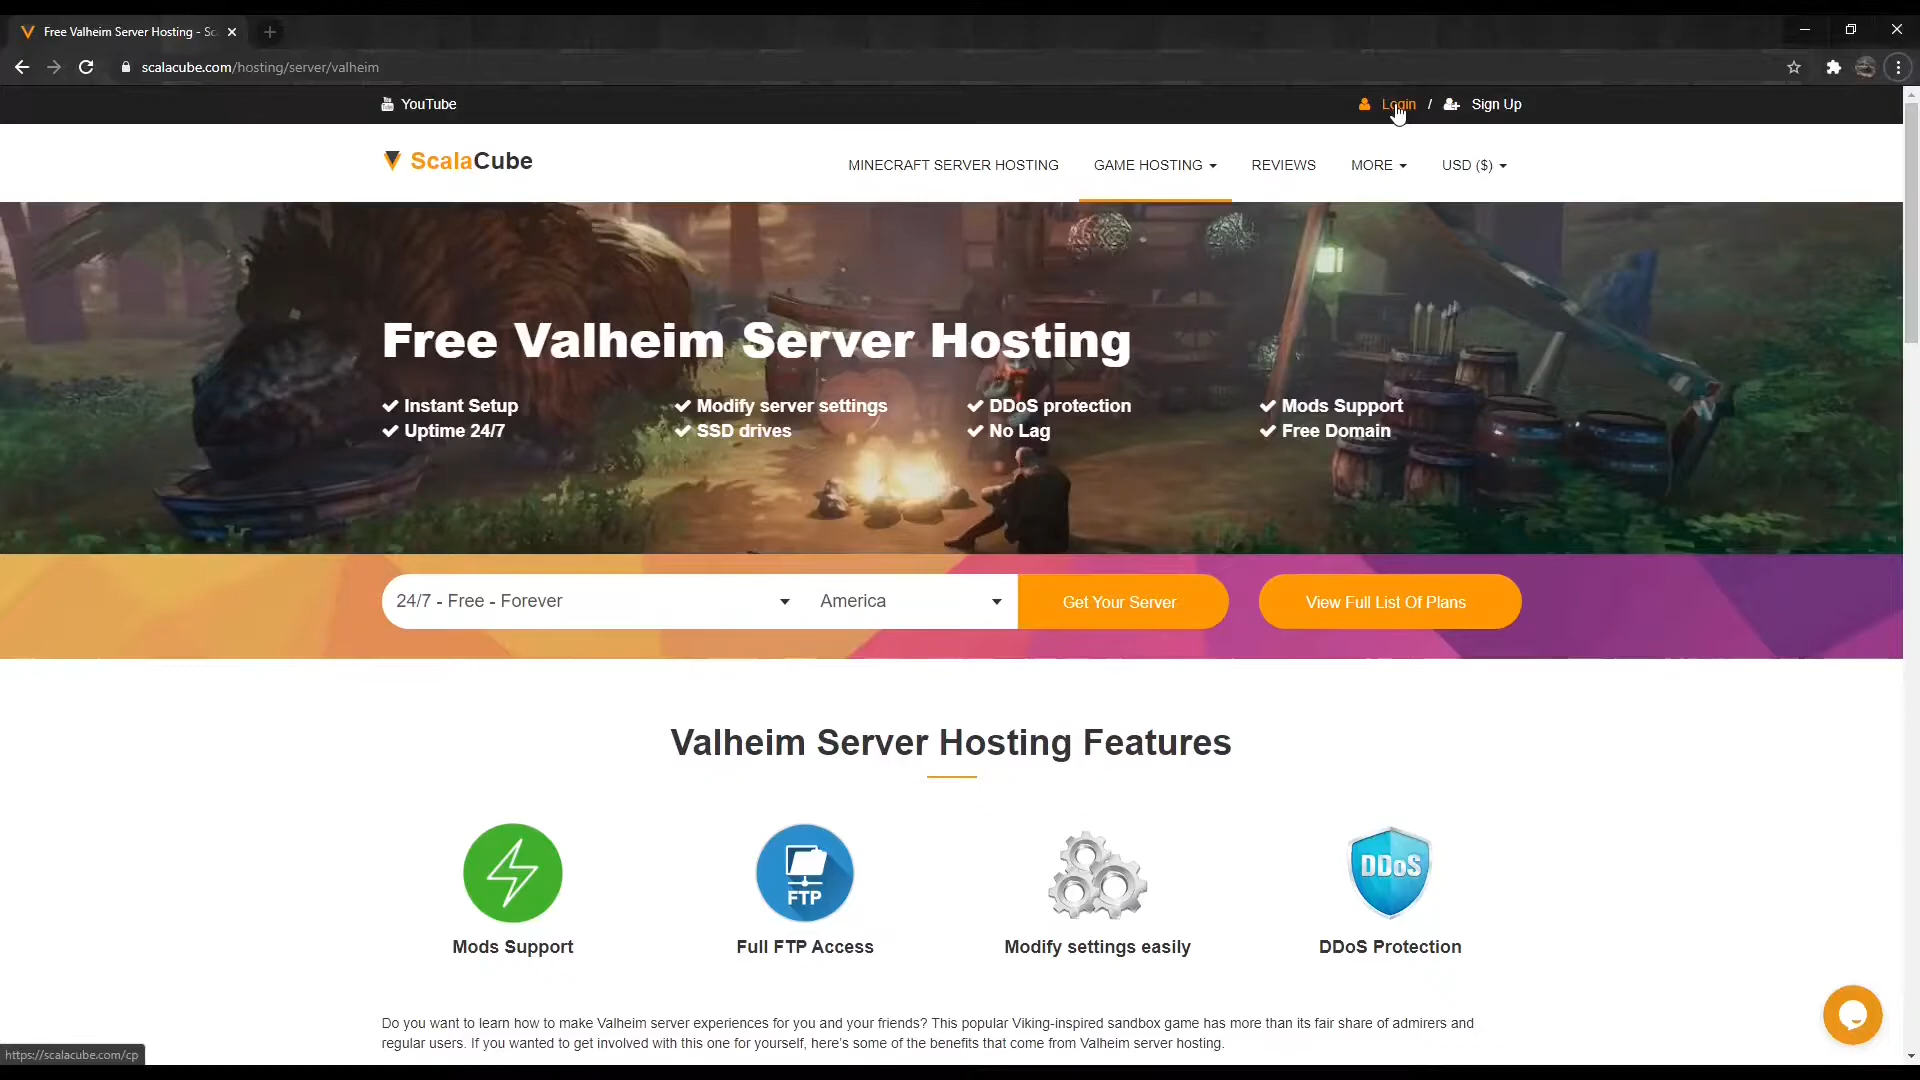 Free Valheim Server Hosting - Sc
scalacube.com/hosting/server/valheim
YouTube
Login / Sign Up
ScalaCube
MINECRAFT SERVER HOSTING GAME HOSTING REVIEWS MORE USD ($)
Free Valheim Server Hosting
Instant Setup Modify server settings DDoS protection Mods Support
Uptime 24/7 SSD drives No Lag Free Domain
24/7 - Free - Forever America Get Your Server View Full List Of Plans
Valheim Server Hosting Features
FTP
DDoS
Mods Support Full FTP Access Modify settings easily DDoS Protection
Do you want to learn how to make Valheim server experiences for you and your friends? This popular Viking-inspired sandbox game has more than its fair share of admirers and
regular users. If you wanted to get involved with this one for yourself, here's some of the benefits that come from Valheim server hosting.
https://scalacube.com/cp